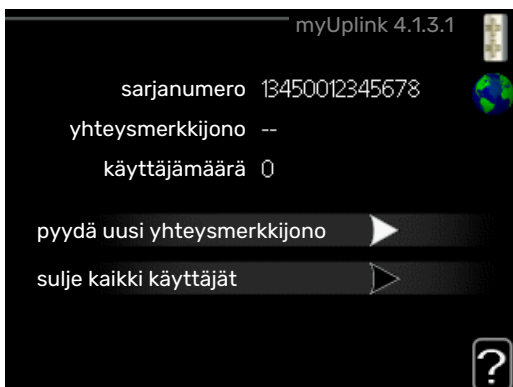 myUplink 4.1.3.1
sarjanumero 13450012345678
yhteysmerkkijono --
käyttäjämäärä 0
pyydä uusi yhteysmerkkijono
sulje kaikki käyttäjät
?